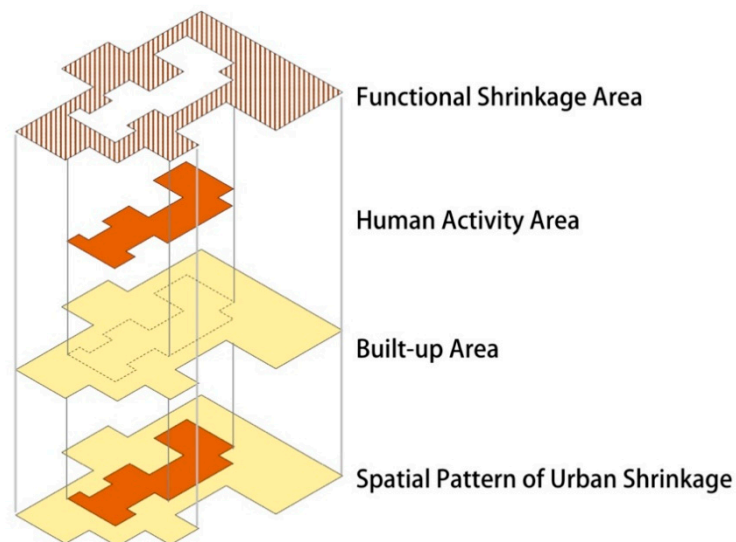 Functional Shrinkage Area
Human Activity Area
Built-up Area
Spatial Pattern of Urban Shrinkage